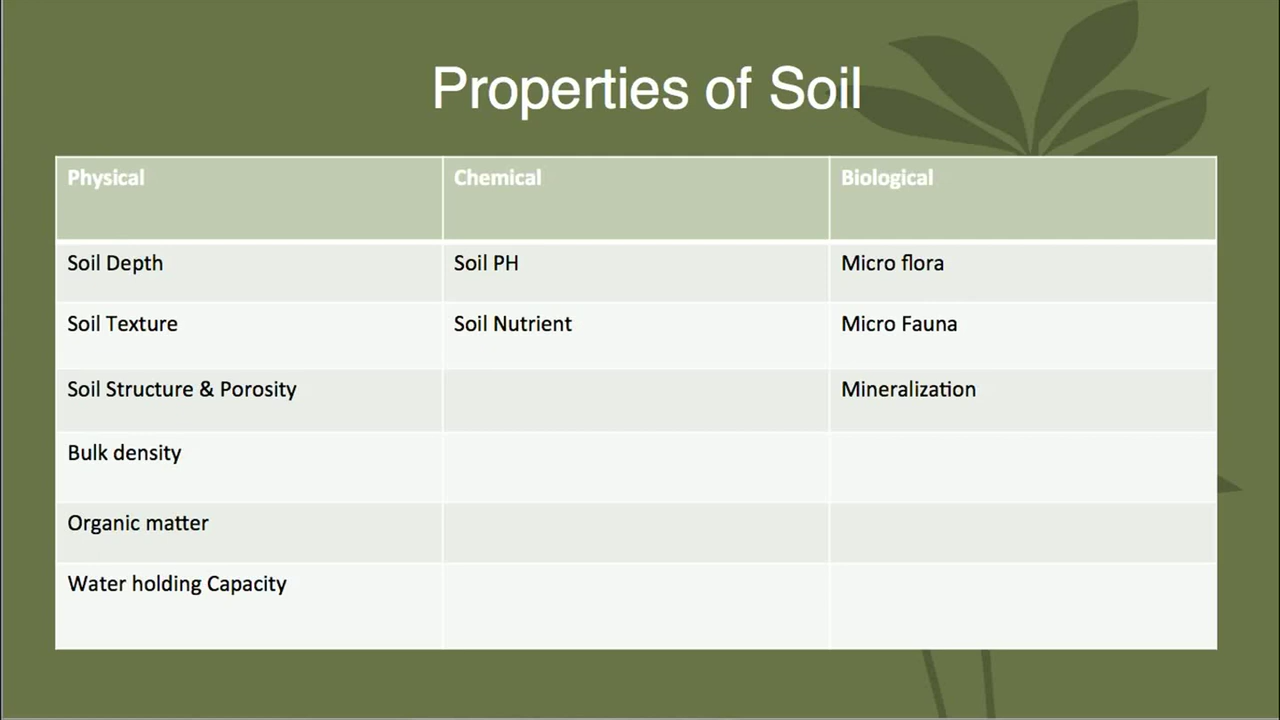 Properties of Soil
Physical Chemical Biological
Soil Depth Soil PH Micro flora
Soil Texture Soil Nutrient Micro Fauna
Soil Structure & Porosity Mineralization
Bulk density
Organic matter
Water holding Capacity